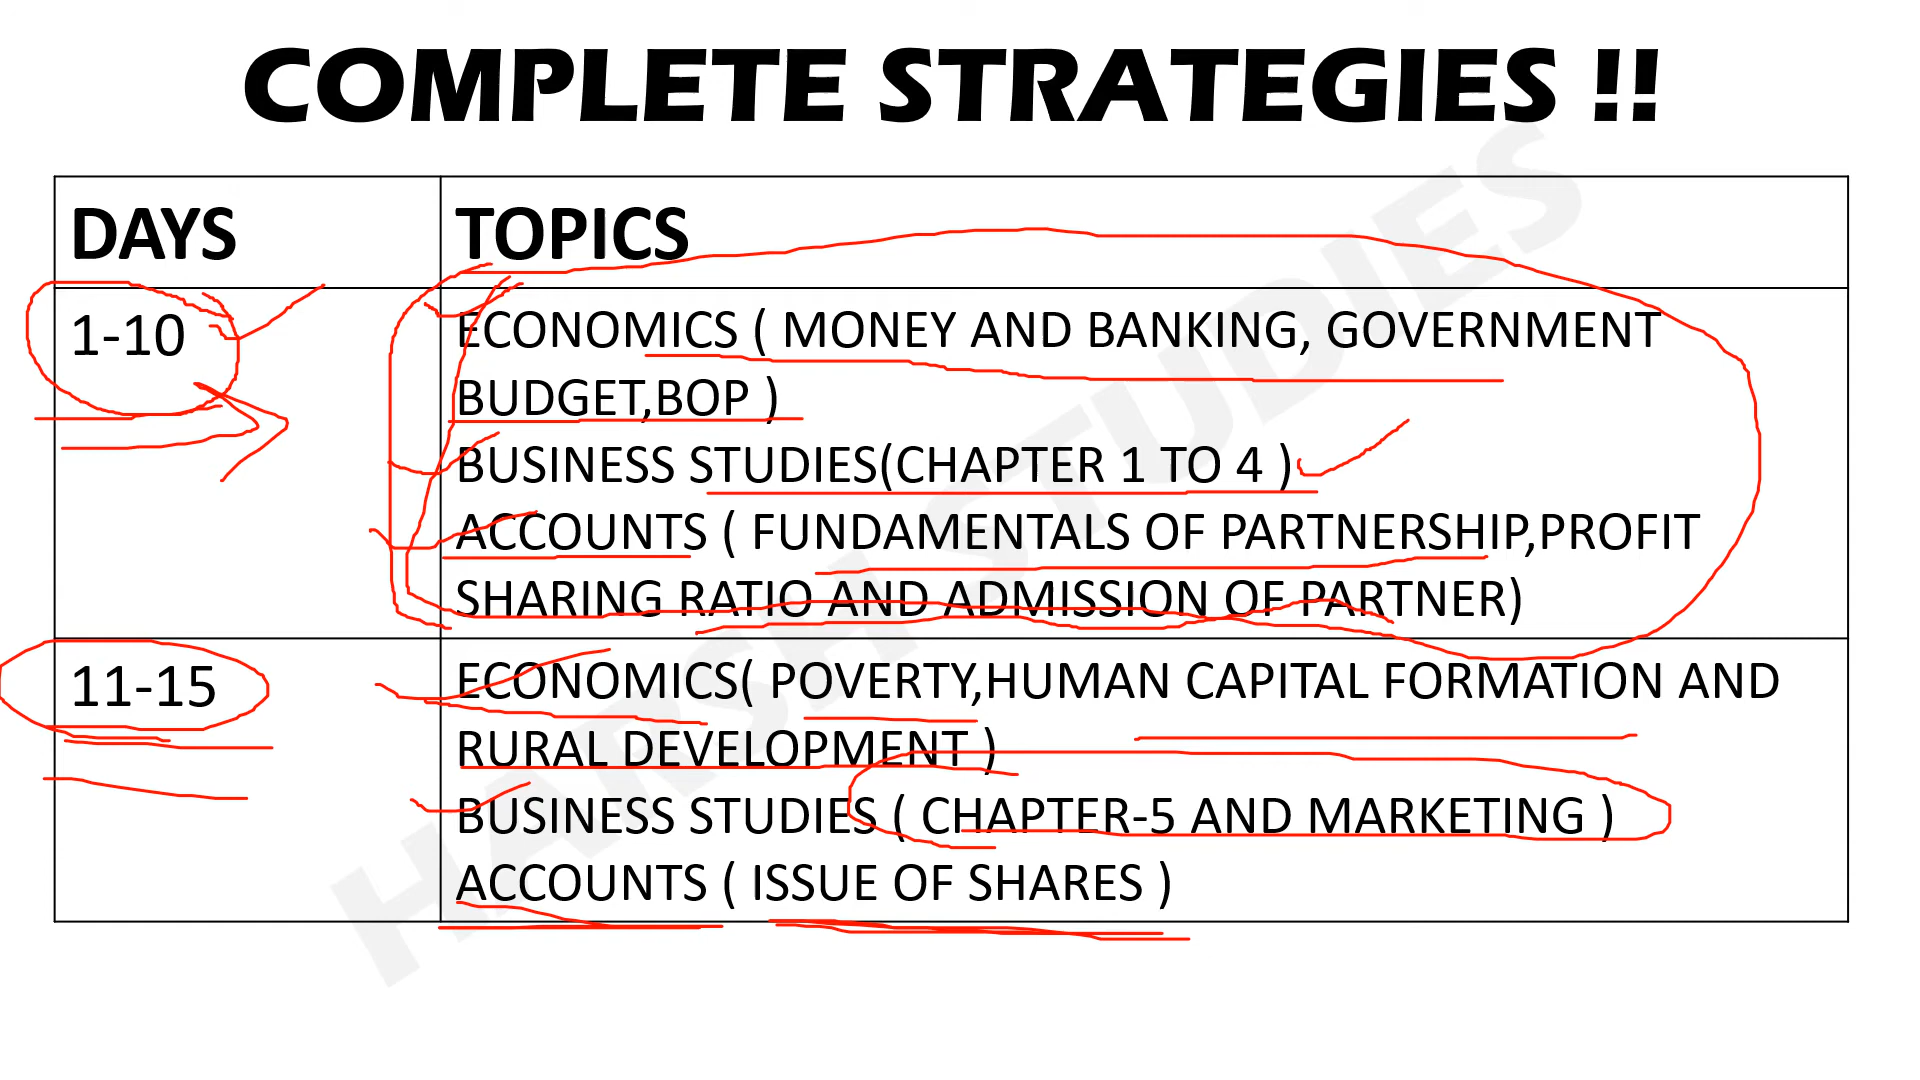 COMPLETE STRATEGIES !!
DAYS
TOPICS
1-10
ECONOMICS ( MONEY AND BANKING, GOVERNMENT
BUDGET,BOP )
BUSINESS STUDIES(CHAPTER 1 TO 4 )
ACCOUNTS ( FUNDAMENTALS OF PARTNERSHIP,PROFIT
SHARING RATIO AND ADMISSION OF PARTNER)
11-15
ECONOMICS( POVERTY,HUMAN CAPITAL FORMATION AND
RURAL DEVELOPMENT )
BUSINESS STUDIES ( CHAPTER-5 AND MARKETING )
ACCOUNTS ( ISSUE OF SHARES )
HARSH STUDIES